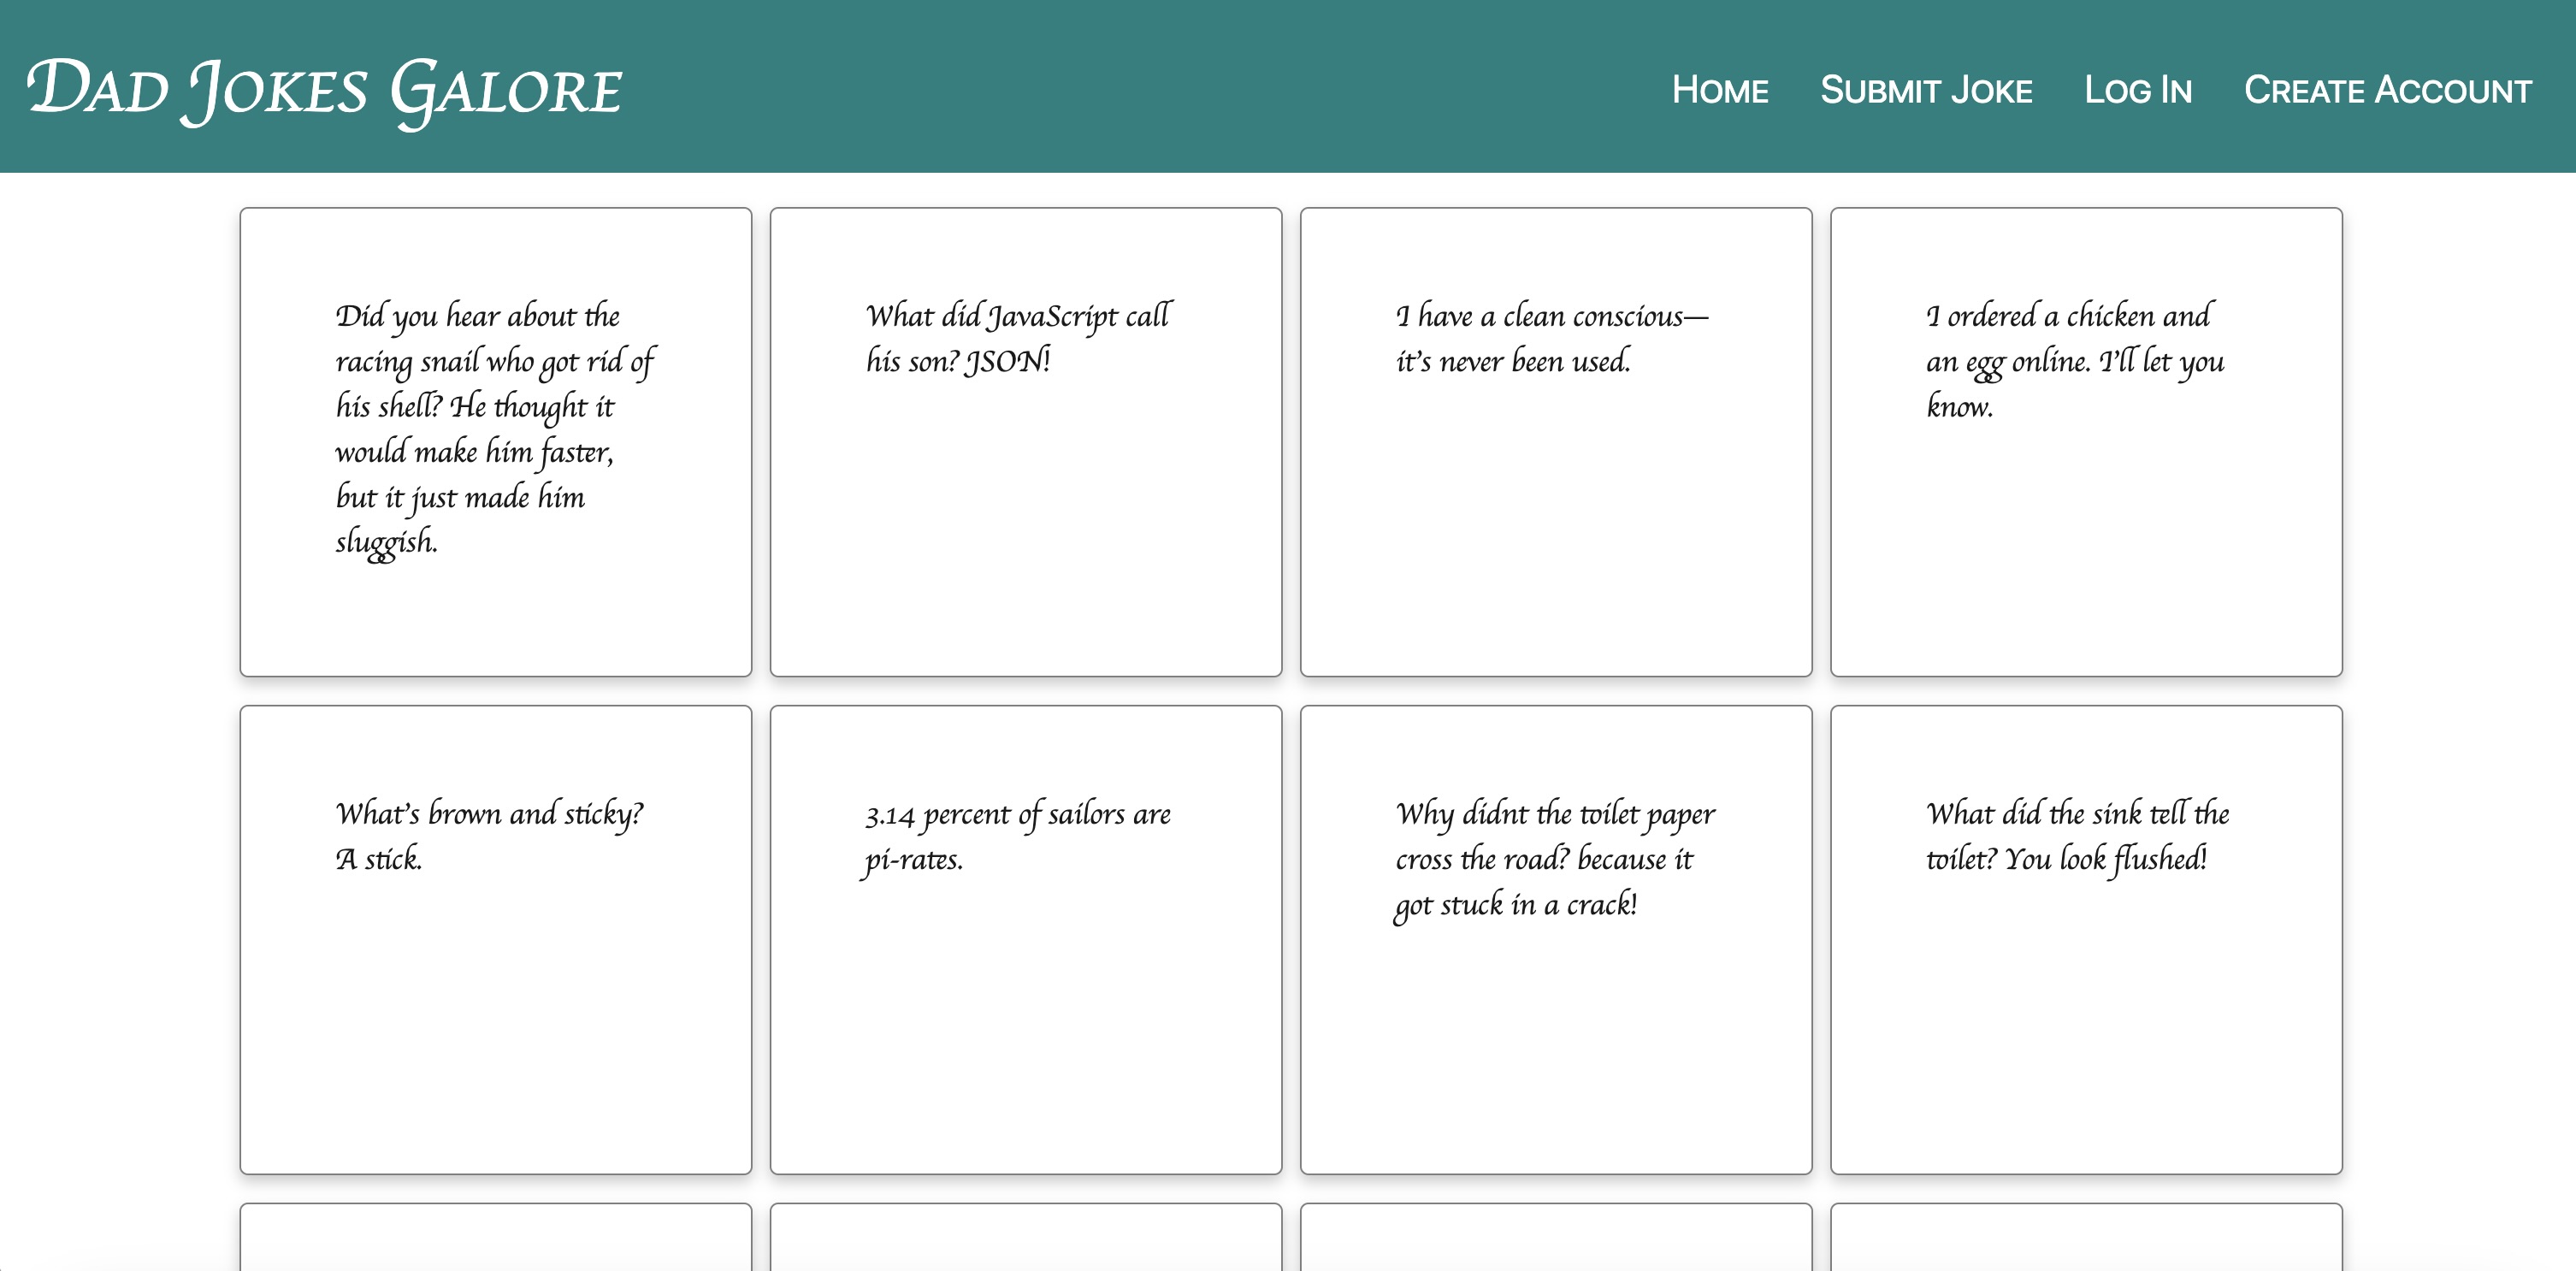 Dad Jokes Galore
Home
Submit Joke
Log In
Create Account
Did you hear about the
racing snail who got rid of
his shell? He thought it
would make him faster,
but it just made him
sluggish.
What did JavaScript call
his son? JSON!
I have a clean conscious—
it's never been used.
I ordered a chicken and
an egg online. I'll let you
know.
What's brown and sticky?
A stick.
3.14 percent of sailors are
pi-rates.
Why didnt the toilet paper
cross the road? because it
got stuck in a crack!
What did the sink tell the
toilet? You look flushed!